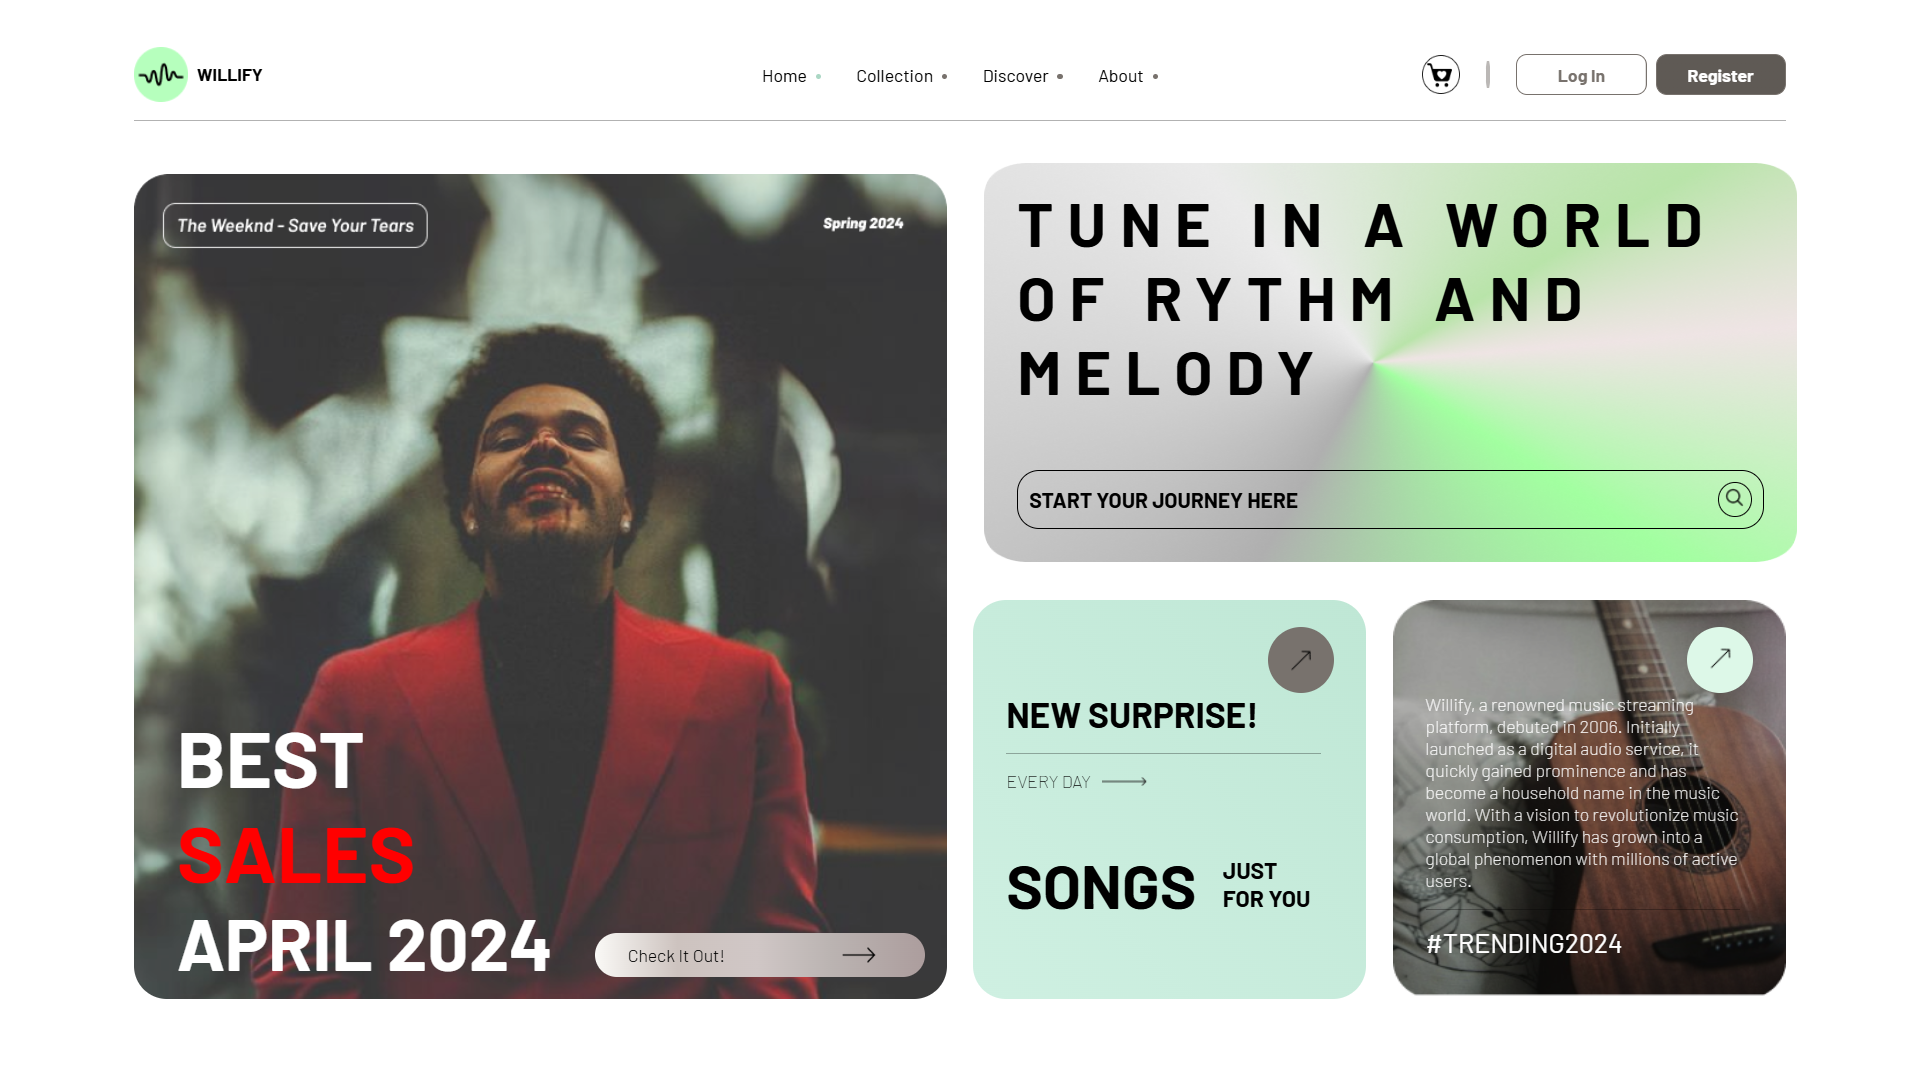 WILLIFY
Home
Collection
Discover
About
Log In
Register
The Weeknd - Save Your Tears
Spring 2024
BEST
SALES
APRIL 2024
Check It Out!
TUNE IN A WORLD
OF RYTHM AND
MELODY
START YOUR JOURNEY HERE
NEW SURPRISE!
EVERY DAY
SONGS
JUST
FOR YOU
Willify, a renowned music streaming
platform, debuted in 2006. Initially
launched as a digital audio service, it
quickly gained prominence and has
become a household name in the music
world. With a vision to revolutionize music
consumption, Willify has grown into a
global phenomenon with millions of active
users.
#TRENDING2024